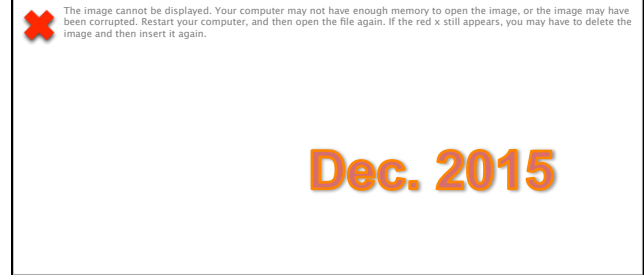 The image cannot be displayed. Your computer may not have enough memory to open the image, or the image may have
been corrupted. Restart your computer, and then open the file again. If the red x still appears, you may have to delete the
image and then insert it again.
Dec. 2015